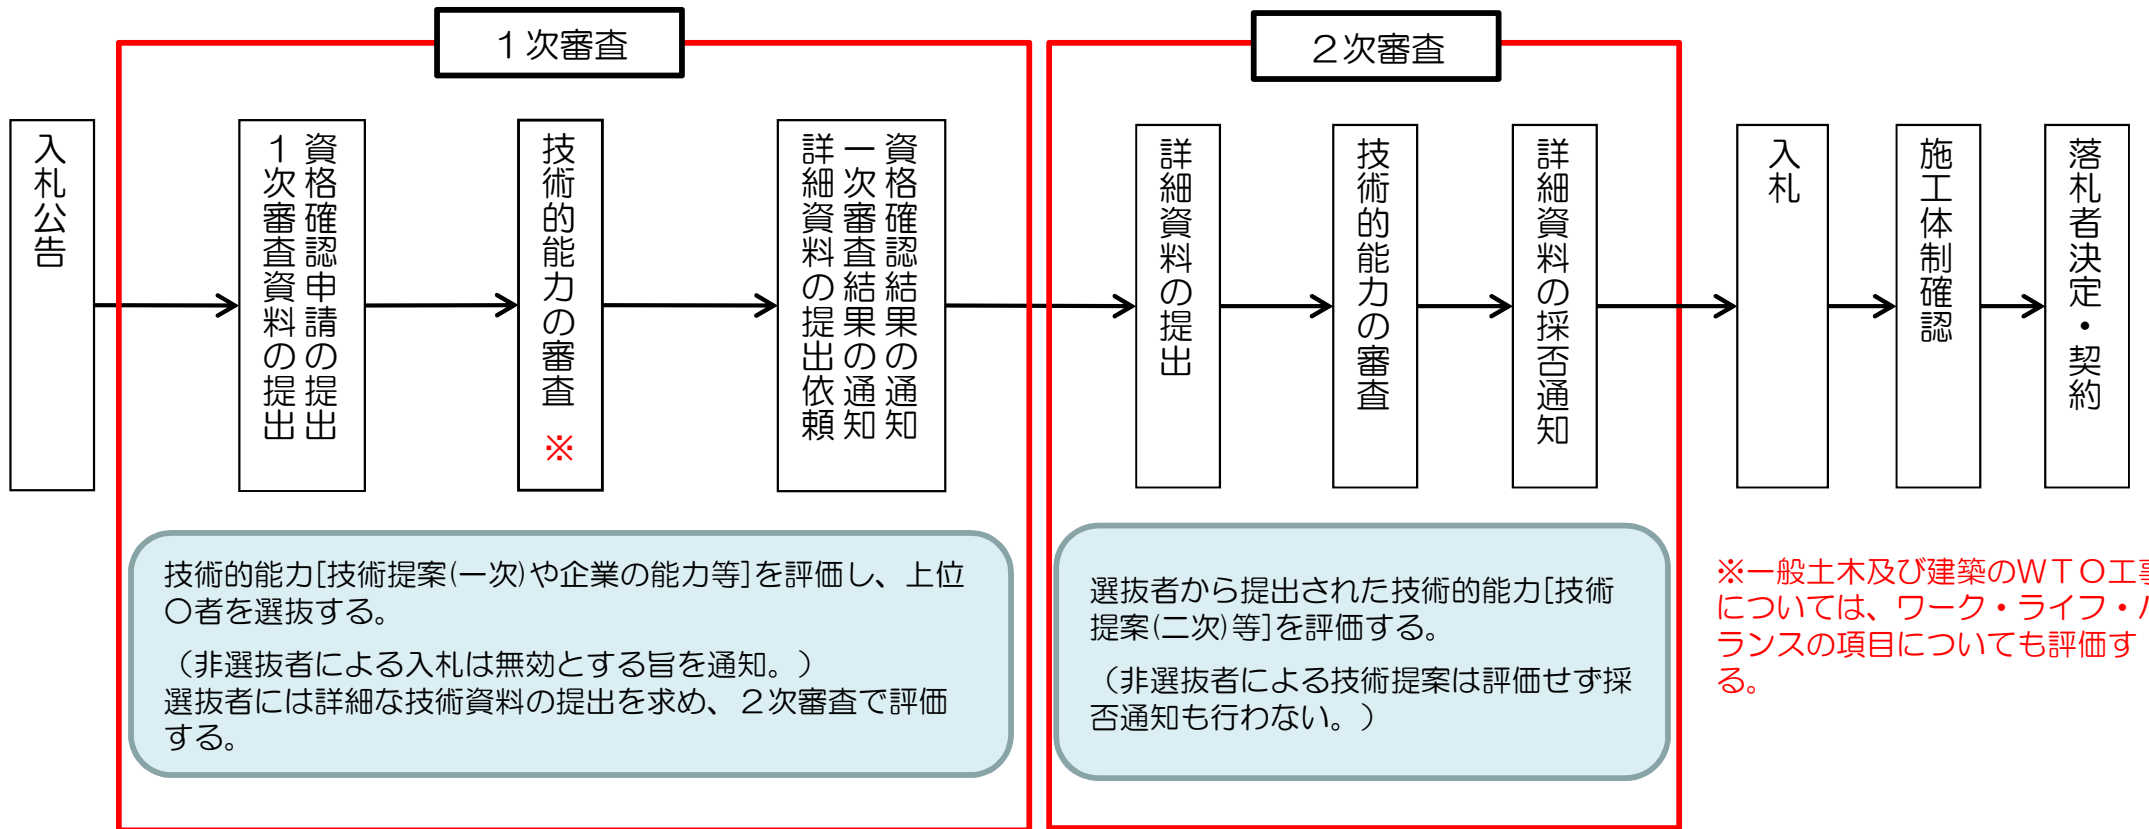 １次審査
２次審査
入札公告
資格確認申請の提出
１次審査資料の提出
技術的能力の審査　※
資格確認結果の通知
一次審査結果の通知
詳細資料の提出依頼
詳細資料の提出
技術的能力の審査
詳細資料の採否通知
入札
施工体制確認
落札者決定・契約
技術的能力[技術提案(一次)や企業の能力等]を評価し、上位
〇者を選抜する。
（非選抜者による入札は無効とする旨を通知。）
選抜者には詳細な技術資料の提出を求め、２次審査で評価
する。
選抜者から提出された技術的能力[技術
提案(二次)等]を評価する。
（非選抜者による技術提案は評価せず採
否通知も行わない。）
※一般土木及び建築のＷＴＯ工事
については、ワーク・ライフ・バ
ランスの項目についても評価す
る。